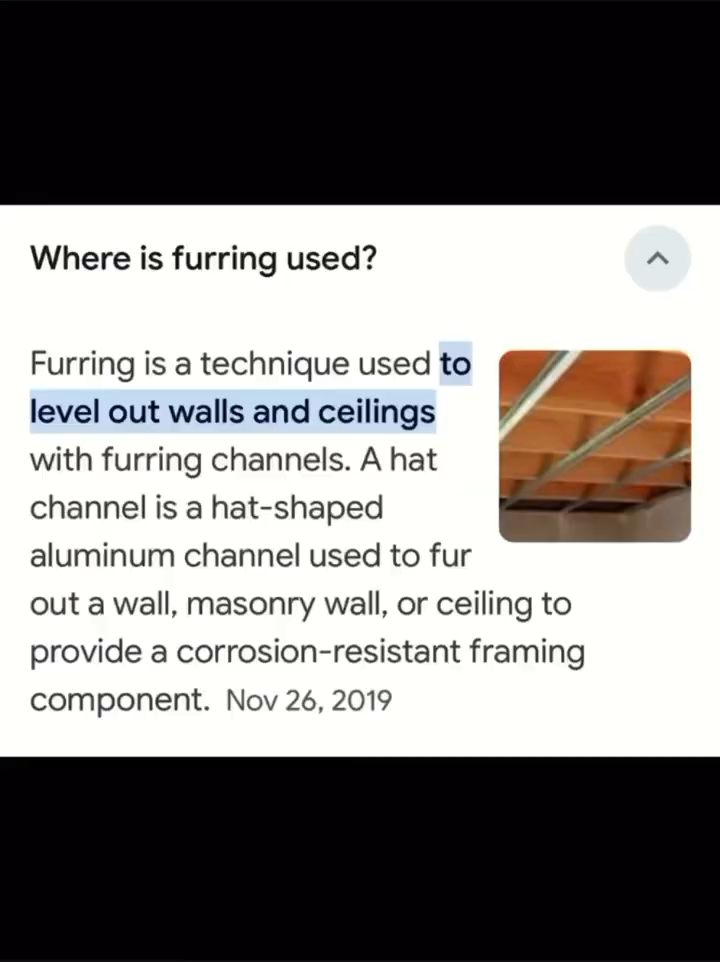 Where is furring used?
Furring is a technique used to
level out walls and ceilings
with furring channels. A hat
channel is a hat-shaped
aluminum channel used to fur
out a wall, masonry wall, or ceiling to
provide a corrosion-resistant framing
component. Nov 26, 2019